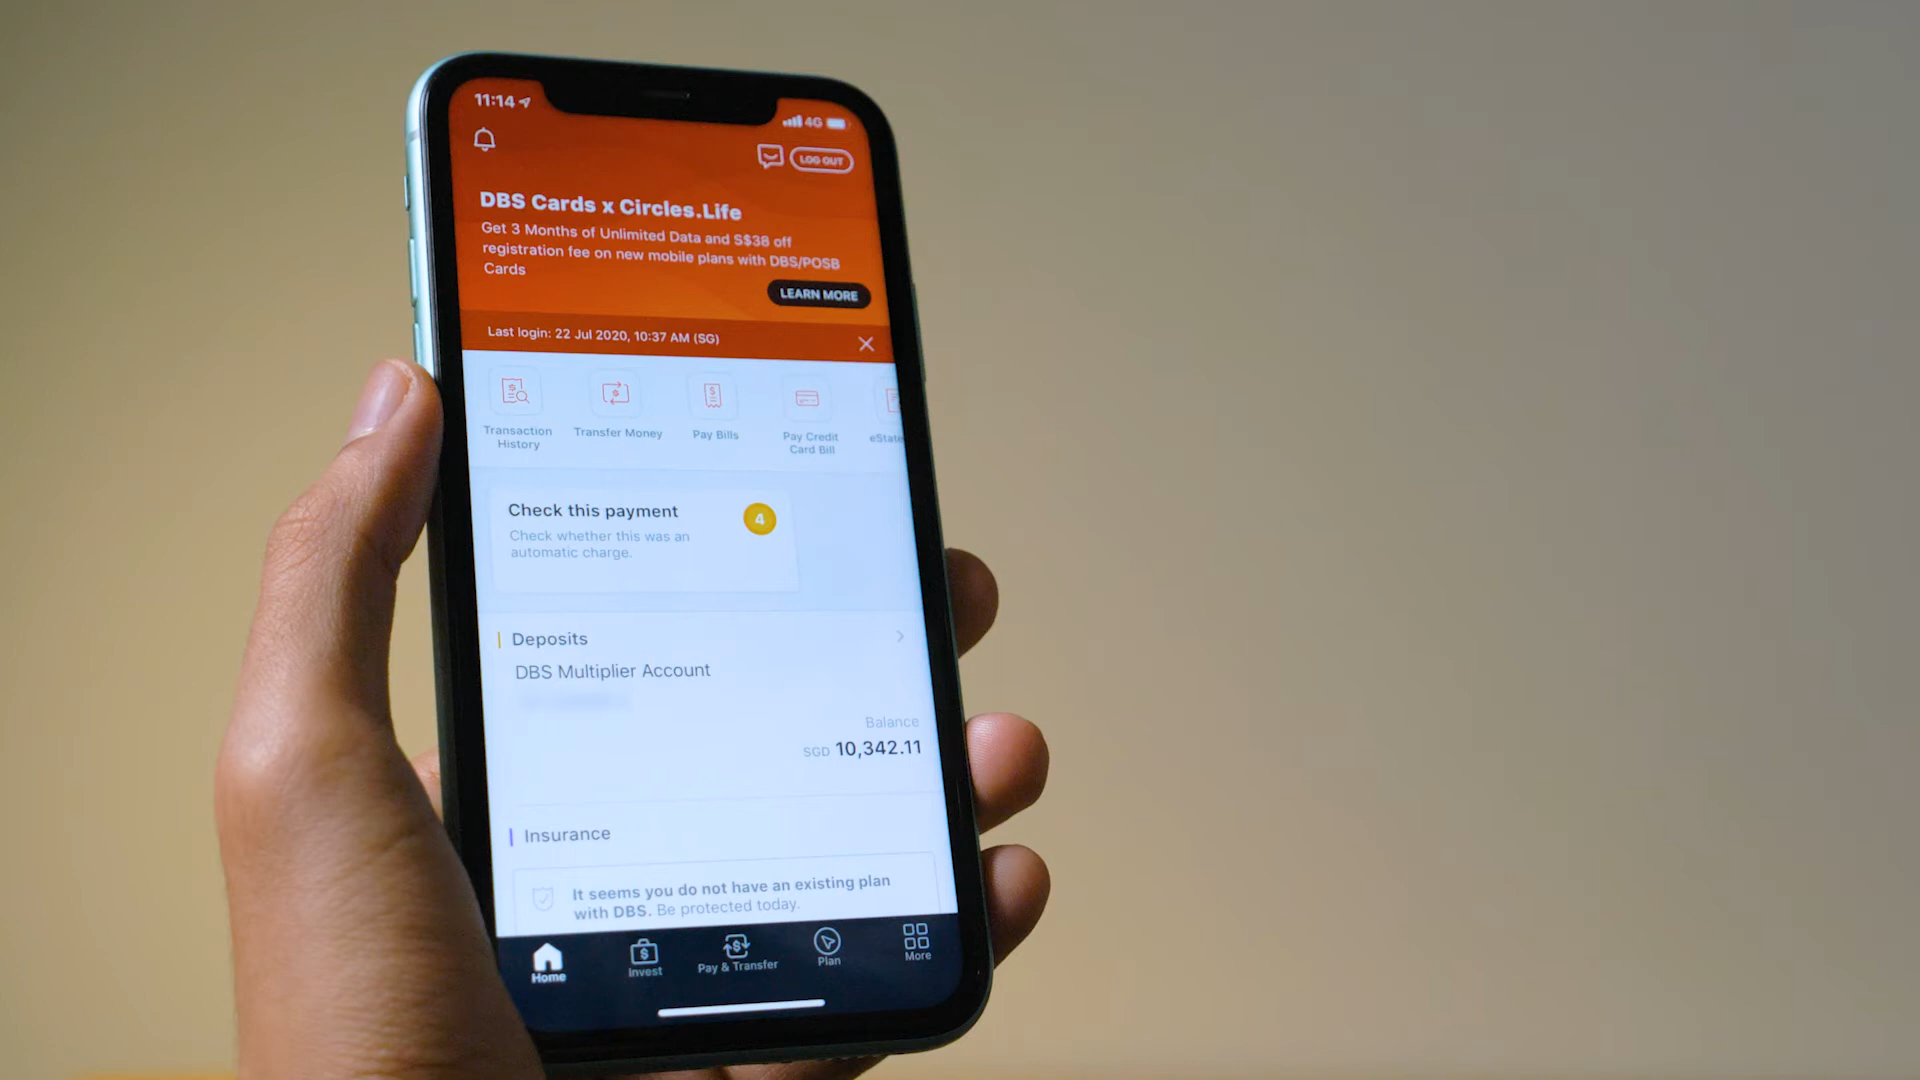 11:14
4G
LOG OUT
DBS Cards x Circles.Life
Get 3 Months of Unlimited Data and S$38 off
registration fee on new mobile plans with DBS/POSB
Cards
LEARN MORE
Last login: 22 Jul 2020, 10:37 AM (SG)
Transaction
History
Transfer Money
Pay Bills
Pay Credit
Card Bill
eState
Check this payment
4
Check whether this was an
automatic charge.
Deposits
DBS Multiplier Account
Balance
SGD 10,342.11
Insurance
It seems you do not have an existing plan
with DBS. Be protected today.
Home
Invest
Pay & Transfer
Plan
More